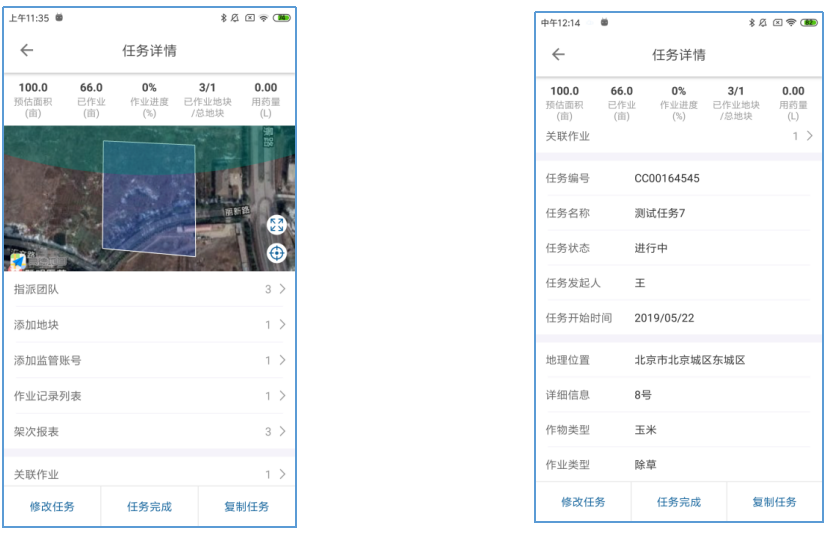 上午11:35
74
任务详情
100.0 66.0 0% 3/1 0.00
预估面积 已作业 作业进度 已作业地块 用药量
(亩) (亩) (%) /总地块 (L)
景路
丽新路
指派团队 3
添加地块 1
添加监管账号 1
作业记录列表 1
架次报表 3
关联作业 1
修改任务 任务完成 复制任务
中午12:14
任务详情
100.0 66.0 0% 3/1 0.00
预估面积 已作业 作业进度 已作业地块 用药量
(亩) (亩) (%) /总地块 (L)
关联作业 1
任务编号 CC00164545
任务名称 测试任务7
任务状态 进行中
任务发起人 王
任务开始时间 2019/05/22
地理位置 北京市北京城区东城区
详细信息 8号
作物类型 玉米
作业类型 除草
修改任务 任务完成 复制任务